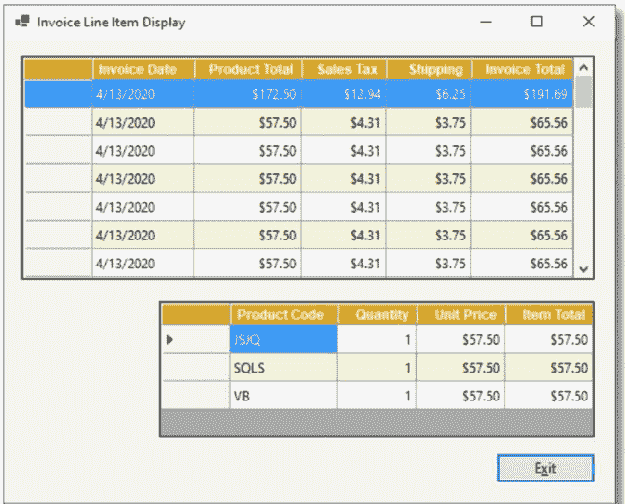 Invoice Line Item Display
Invoice Date Product Total Sales Tax Shipping Invoice Total
4/13/2020 $172.50 $12.94 $6.25 $191.69
4/13/2020 $57.50 $4.31 $3.75 $65.56
4/13/2020 $57.50 $4.31 $3.75 $65.56
4/13/2020 $57.50 $4.31 $3.75 $65.56
4/13/2020 $57.50 $4.31 $3.75 $65.56
4/13/2020 $57.50 $4.31 $3.75 $65.56
4/13/2020 $57.50 $4.31 $3.75 $65.56
Product Code Quantity Unit Price Item Total
JSJQ 1 $57.50 $57.50
SQLS 1 $57.50 $57.50
VB 1 $57.50 $57.50
Exit